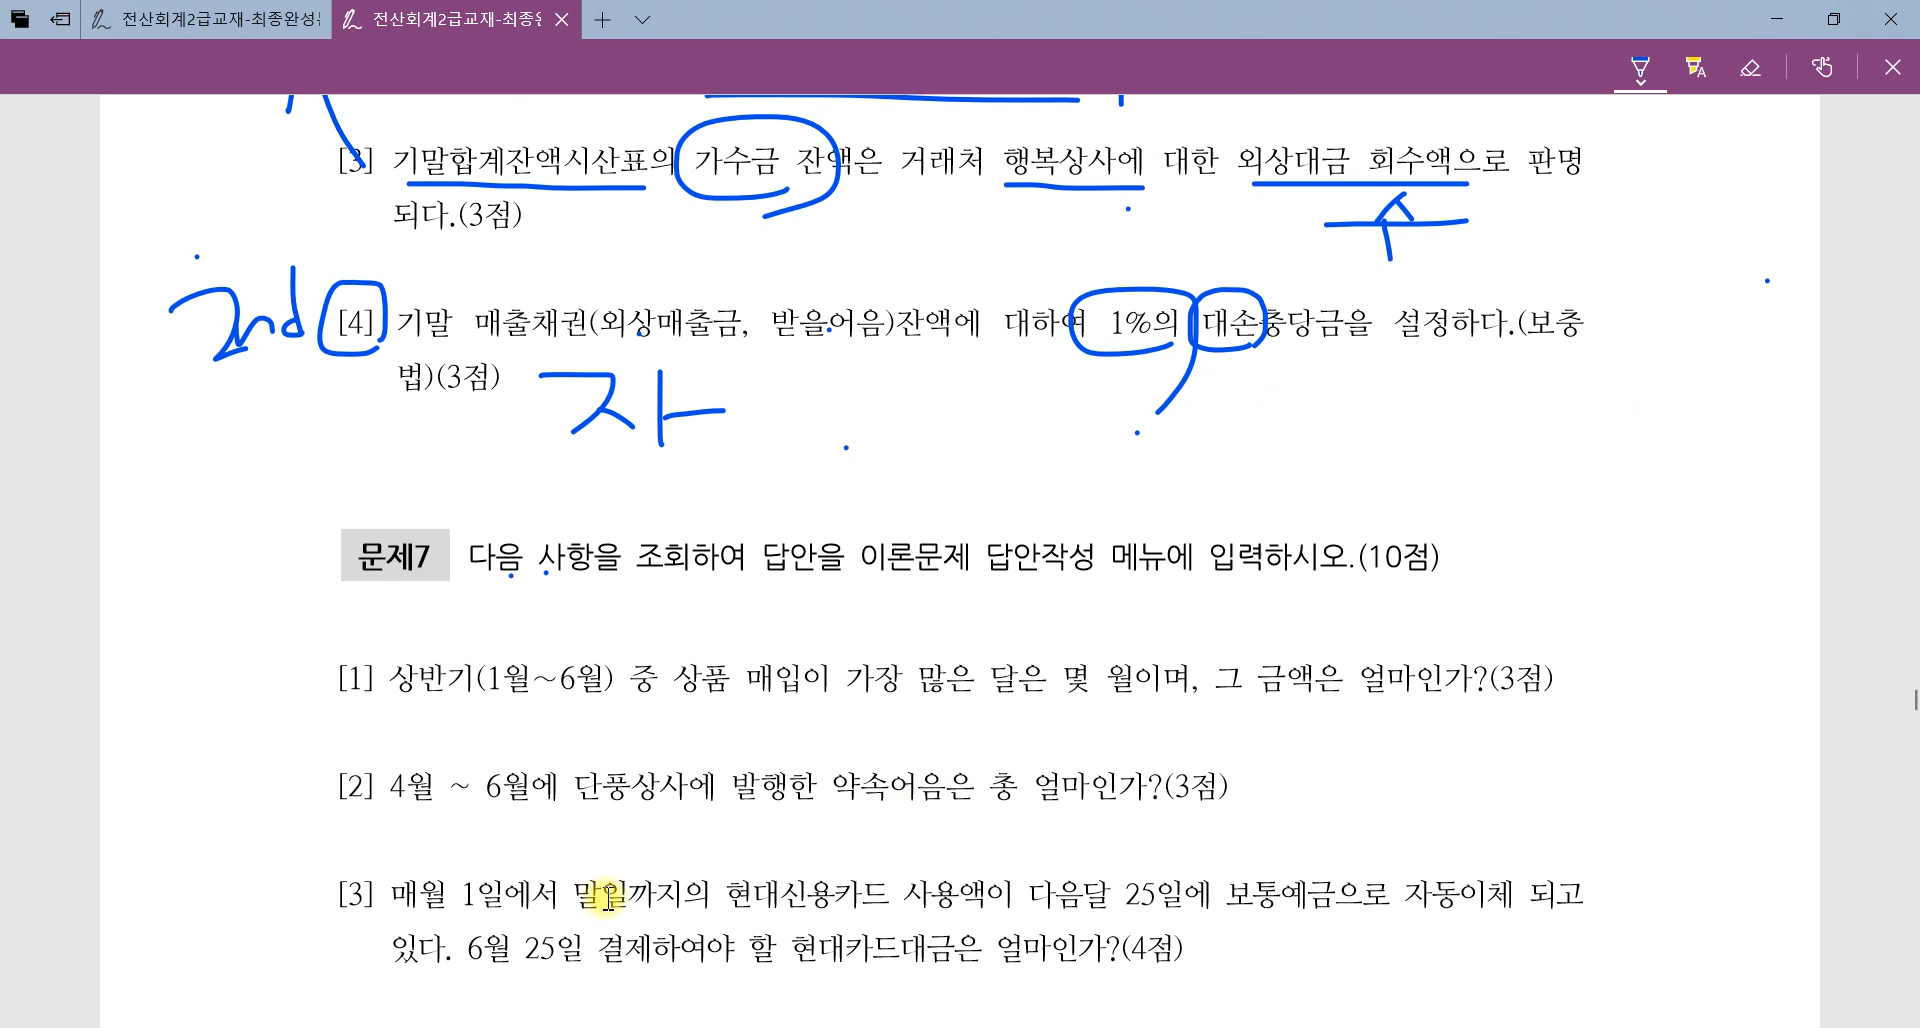 전산회계2급교재-최종완성
전산회계2급교재-최종
[3] 기말합계잔액시산표의 가수금 잔액은 거래처 행복상사에 대한 외상대금 회수액으로 판명
되다.(3점)
수
2nd [4] 기말 매출채권(외상매출금, 받을어음)잔액에 대하여 1%의 대손충당금을 설정하다.(보충
법)(3점)
자
문제7 다음 사항을 조회하여 답안을 이론문제 답안작성 메뉴에 입력하시오.(10점)
[1] 상반기(1월~6월) 중 상품 매입이 가장 많은 달은 몇 월이며, 그 금액은 얼마인가?(3점)
[2] 4월 ~ 6월에 단풍상사에 발행한 약속어음은 총 얼마인가?(3점)
[3] 매월 1일에서 말일까지의 현대신용카드 사용액이 다음달 25일에 보통예금으로 자동이체 되고
있다. 6월 25일 결제하여야 할 현대카드대금은 얼마인가?(4점)